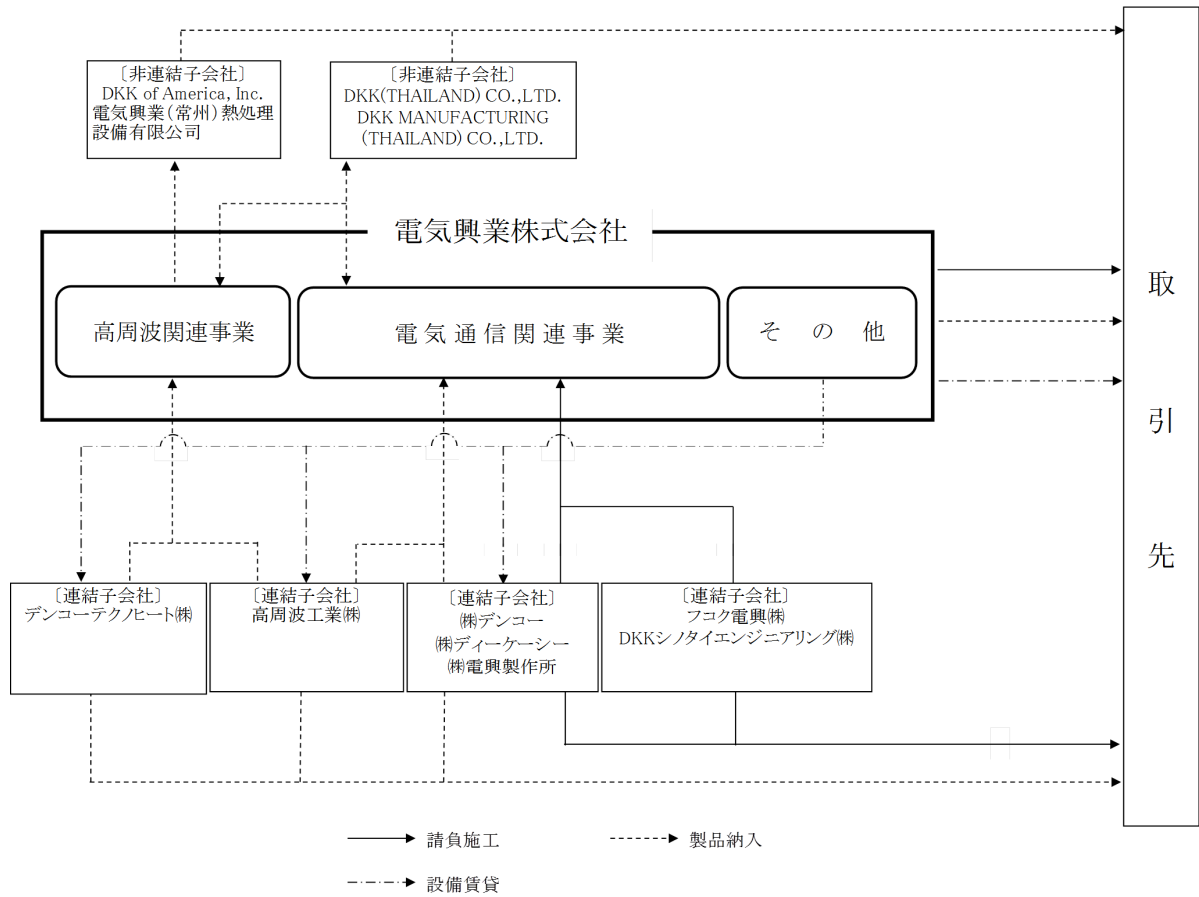 〔非連結子会社〕
DKK of America, Inc.
電気興業(常州)熱処理
設備有限公司
〔非連結子会社〕
DKK(THAILAND) CO.,LTD.
DKK MANUFACTURING
(THAILAND) CO.,LTD.
電気興業株式会社
高周波関連事業
電気通信関連事業
その他
取引先
〔連結子会社〕
デンコーテクノヒート㈱
〔連結子会社〕
高周波工業㈱
〔連結子会社〕
㈱デンコー
㈱ディーケーシー
㈱電興製作所
〔連結子会社〕
フコク電興㈱
DKKシノタイエンジニアリング㈱
請負施工
製品納入
設備賃貸